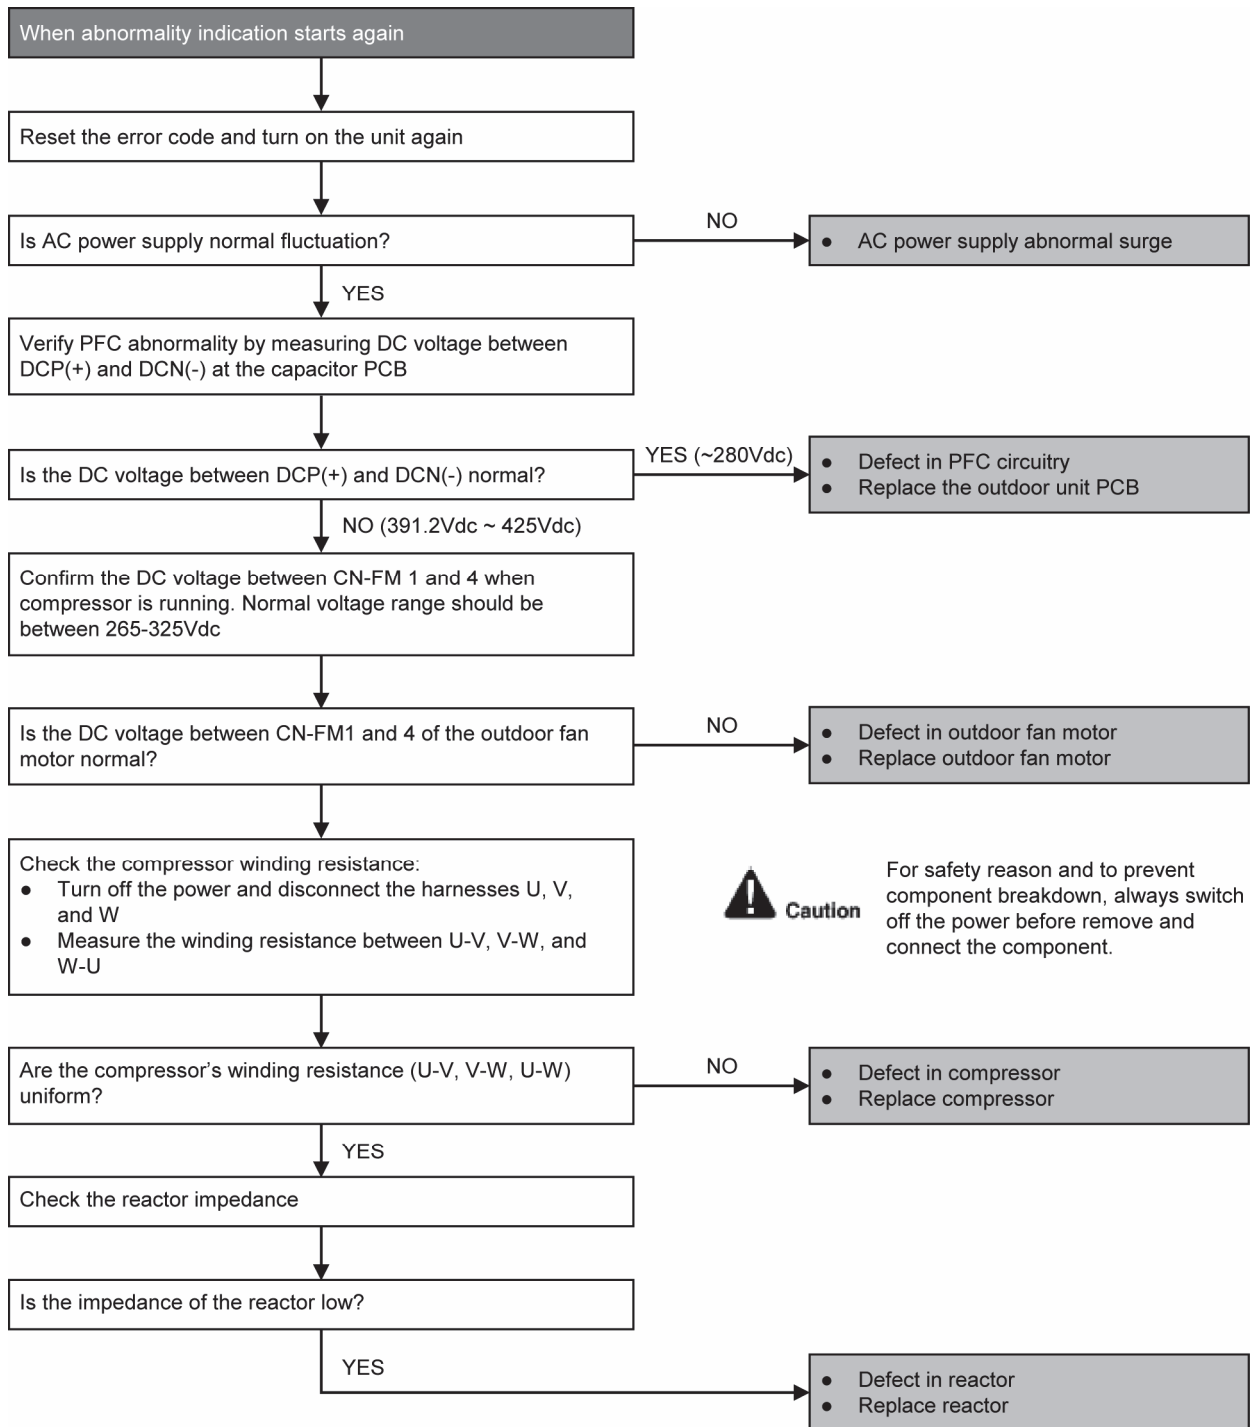 When abnormality indication starts again
Reset the error code and turn on the unit again
Is AC power supply normal fluctuation?
NO
● AC power supply abnormal surge
YES
Verify PFC abnormality by measuring DC voltage between
DCP(+) and DCN(-) at the capacitor PCB
Is the DC voltage between DCP(+) and DCN(-) normal?
YES (~280Vdc)
● Defect in PFC circuitry
● Replace the outdoor unit PCB
NO (391.2Vdc ~ 425Vdc)
Confirm the DC voltage between CN-FM 1 and 4 when
compressor is running. Normal voltage range should be
between 265-325Vdc
Is the DC voltage between CN-FM1 and 4 of the outdoor fan
motor normal?
NO
● Defect in outdoor fan motor
● Replace outdoor fan motor
Check the compressor winding resistance:
● Turn off the power and disconnect the harnesses U, V,
and W
● Measure the winding resistance between U-V, V-W, and
W-U
Caution
For safety reason and to prevent
component breakdown, always switch
off the power before remove and
connect the component.
Are the compressor’s winding resistance (U-V, V-W, U-W)
uniform?
NO
● Defect in compressor
● Replace compressor
YES
Check the reactor impedance
Is the impedance of the reactor low?
YES
● Defect in reactor
● Replace reactor